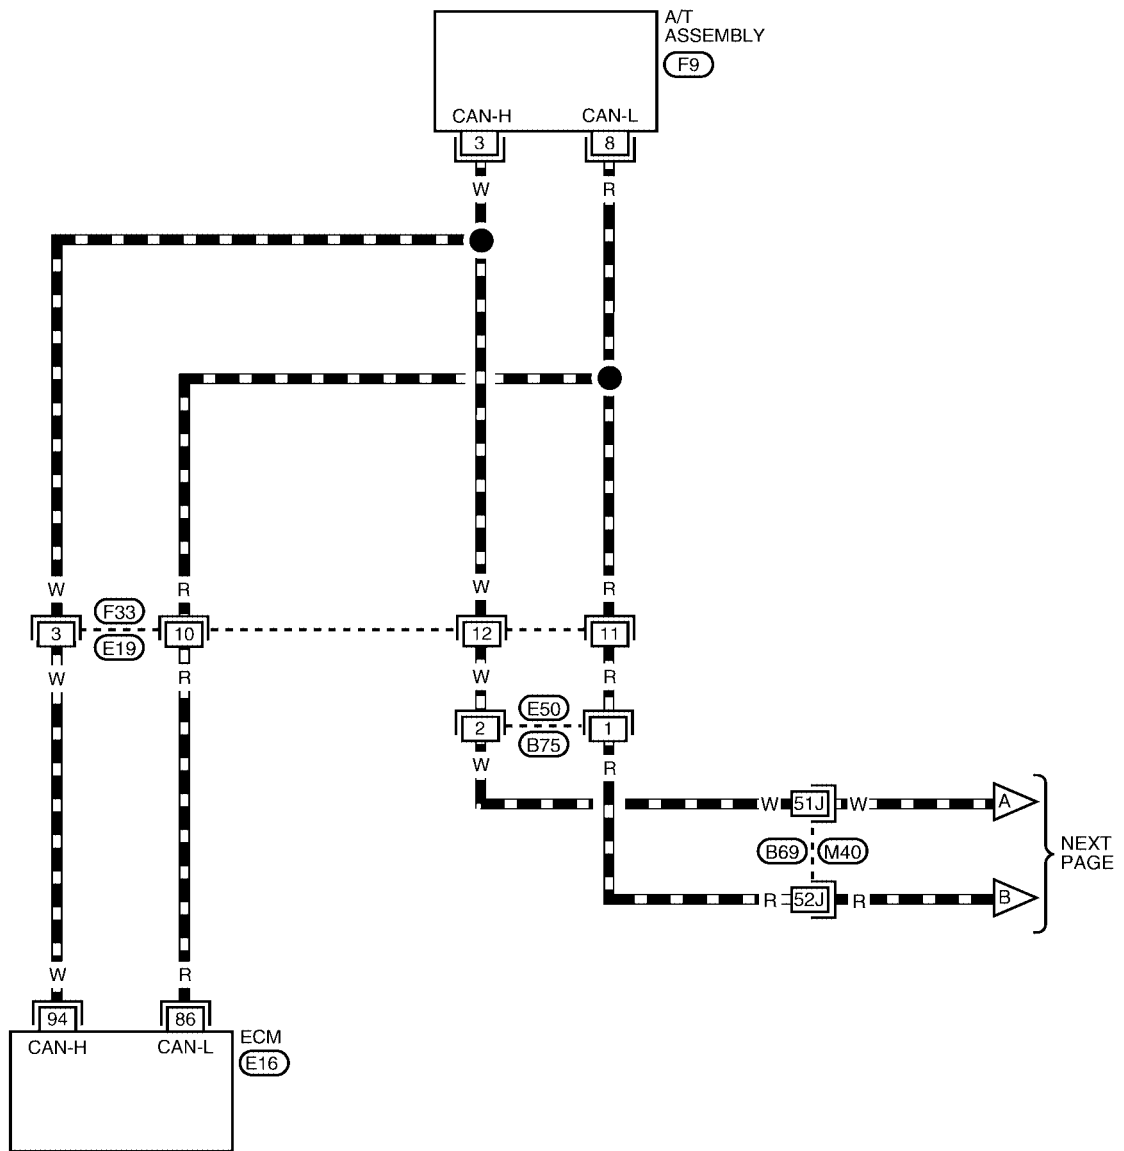 A/T
ASSEMBLY
F9
CAN-H CAN-L
3 8
W R
W R W R
F33
3 10 12 11
E19
W R W R
E50
2 1
B75
W R
W 51J W A
B69 M40
NEXT
PAGE
R 52J R B
W R
94 86
ECM
CAN-H CAN-L
E16